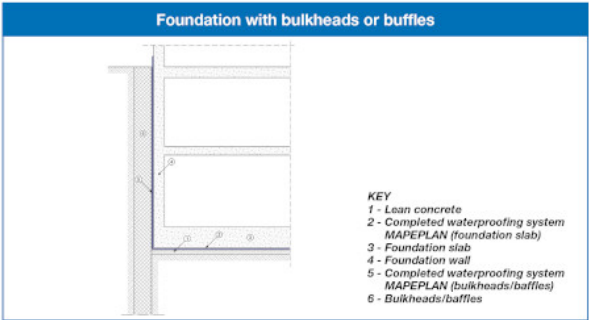 Foundation with bulkheads or buffles
KEY
1 - Lean concrete
2 - Completed waterproofing system
MAPEPLAN (foundation slab)
3 - Foundation slab
4 - Foundation wall
5 - Completed waterproofing system
MAPEPLAN (bulkheads/baffles)
6 - Bulkheads/baffles